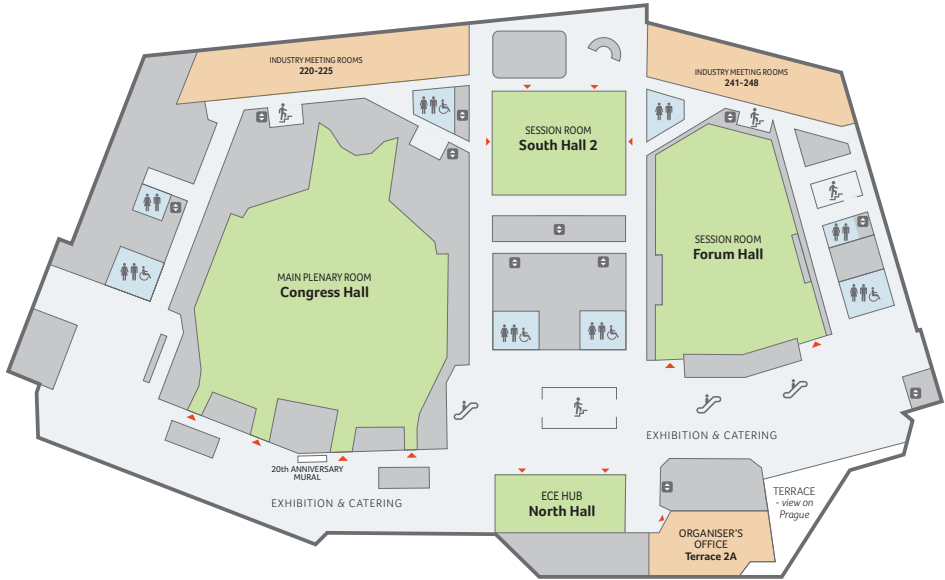 INDUSTRY MEETING ROOMS
220-225
INDUSTRY MEETING ROOMS
241-248
SESSION ROOM
South Hall 2
SESSION ROOM
Forum Hall
MAIN PLENARY ROOM
Congress Hall
EXHIBITION & CATERING
20th ANNIVERSARY
MURAL
EXHIBITION & CATERING
ECE HUB
North Hall
TERRACE
- view on
Prague
ORGANISER'S
OFFICE
Terrace 2A